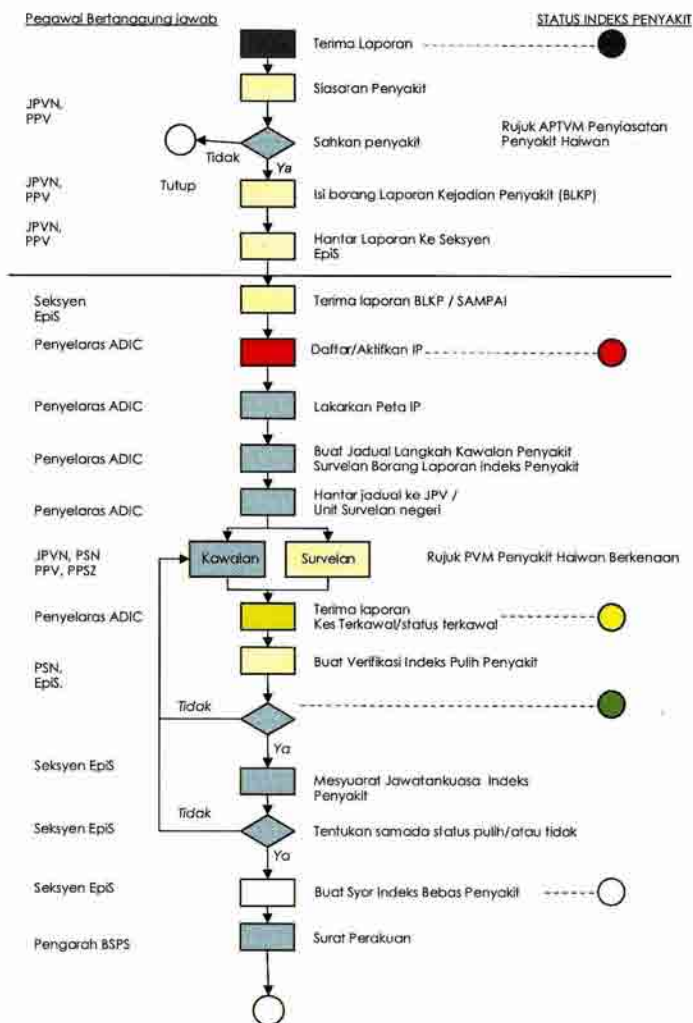 Pegawai Bertanggung jawab
STATUS INDEKS PENYAKIT
Terima Laporan
Siasaran Penyakit
JPVN,
PPV
Sahkan penyakit
Rujuk APTVM Penyiasatan
Penyakit Haiwan
Tidak
Ya
Tutup
JPVN,
PPV
Isi borang Laporan Kejadian Penyakit (BLKP)
JPVN,
PPV
Hantar Laporan Ke Seksyen
EpiS
Seksyen
EpiS
Terima laporan BLKP / SAMPAI
Penyelaras ADIC
Daftar/Aktifkan IP
Penyelaras ADIC
Lakarkan Peta IP
Penyelaras ADIC
Buat Jadual Langkah Kawalan Penyakit
Survelan Borang Laporan Indeks Penyakit
Penyelaras ADIC
Hantar jadual ke JPV /
Unit Survelan negeri
JPVN, PSN
PPV, PPSZ
Kawalan
Survelan
Rujuk PVM Penyakit Haiwan Berkenaan
Penyelaras ADIC
Terima laporan
Kes Terkawal/status terkawal
PSN,
EpiS.
Buat Verifikasi Indeks Pulih Penyakit
Tidak
Ya
Seksyen EpiS
Mesyuarat Jawatankuasa Indeks
Penyakit
Tidak
Seksyen EpiS
Tentukan samada status pulih/atau tidak
Ya
Seksyen EpiS
Buat Syor Indeks Bebas Penyakit
Pengarah BSPS
Surat Perakuan